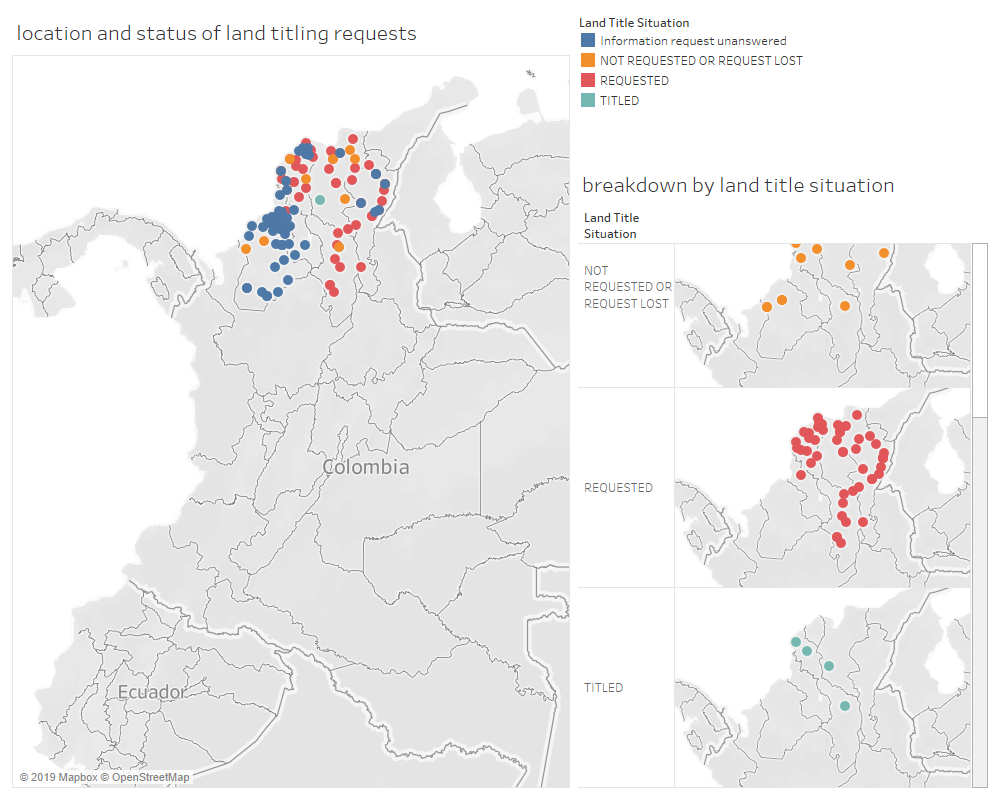 location and status of land titling requests
Land Title Situation
Information request unanswered
NOT REQUESTED OR REQUEST LOST
REQUESTED
TITLED
breakdown by land title situation
Land Title
Situation
NOT
REQUESTED OR
REQUEST LOST
REQUESTED
TITLED
Colombia
Ecuador
© 2019 Mapbox © OpenStreetMap